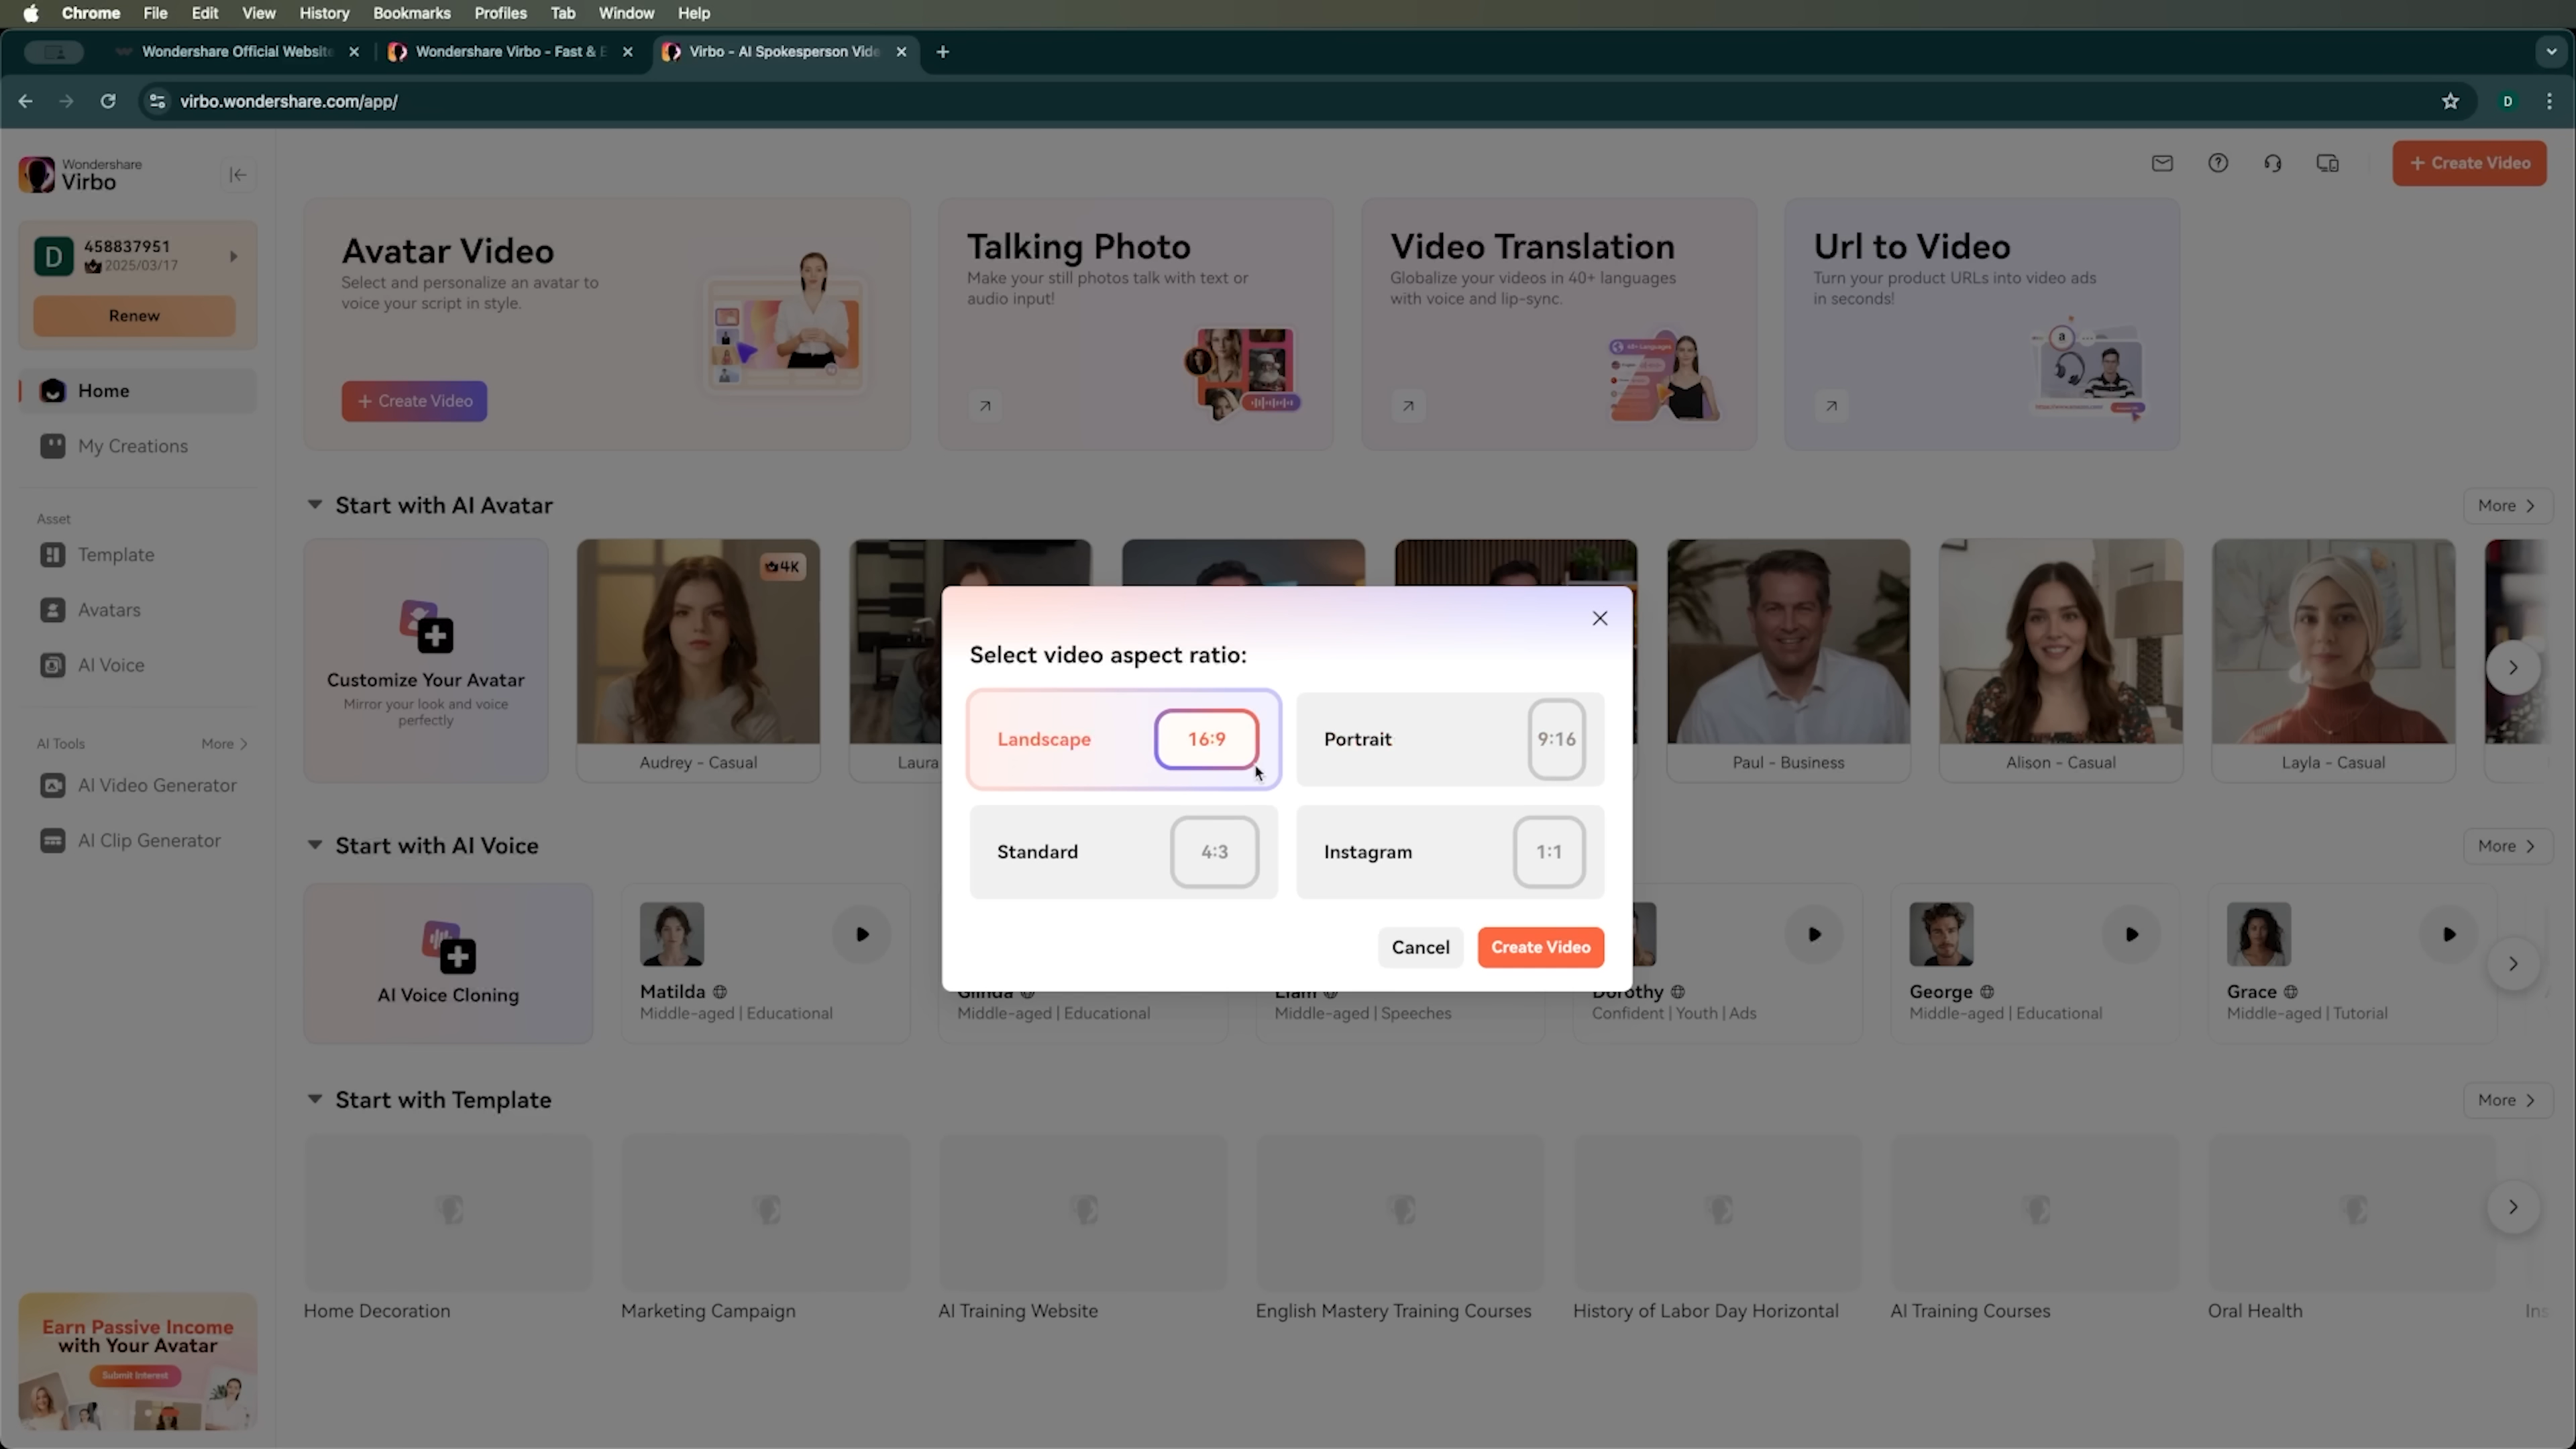 Chrome File Edit View History Bookmarks Profiles Tab Window Help
Wondershare Official Website
Wondershare Virbo - Fast & E
Virbo - AI Spokesperson Vide
virbo.wondershare.com/app/
D
Wondershare
Virbo
+ Create Video
D
458837951
2025/03/17
Renew
Home
My Creations
Asset
Template
Avatars
AI Voice
AI Tools
More
AI Video Generator
AI Clip Generator
Earn Passive Income
with Your Avatar
Submit Interest
Avatar Video
Select and personalize an avatar to
voice your script in style.
+ Create Video
Talking Photo
Make your still photos talk with text or
audio input!
Video Translation
Globalize your videos in 40+ languages
with voice and lip-sync.
Url to Video
Turn your product URLs into video ads
in seconds!
Start with AI Avatar
More
Customize Your Avatar
Mirror your look and voice
perfectly
4K
Audrey - Casual
Laura
Paul - Business
Alison - Casual
Layla - Casual
Select video aspect ratio:
Landscape
16:9
Portrait
9:16
Standard
4:3
Instagram
1:1
Cancel
Create Video
Start with AI Voice
More
AI Voice Cloning
Matilda
Middle-aged | Educational
Glinda
Middle-aged | Educational
Liam
Middle-aged | Speeches
Dorothy
Confident | Youth | Ads
George
Middle-aged | Educational
Grace
Middle-aged | Tutorial
Start with Template
More
Home Decoration
Marketing Campaign
AI Training Website
English Mastery Training Courses
History of Labor Day Horizontal
AI Training Courses
Oral Health
Ins